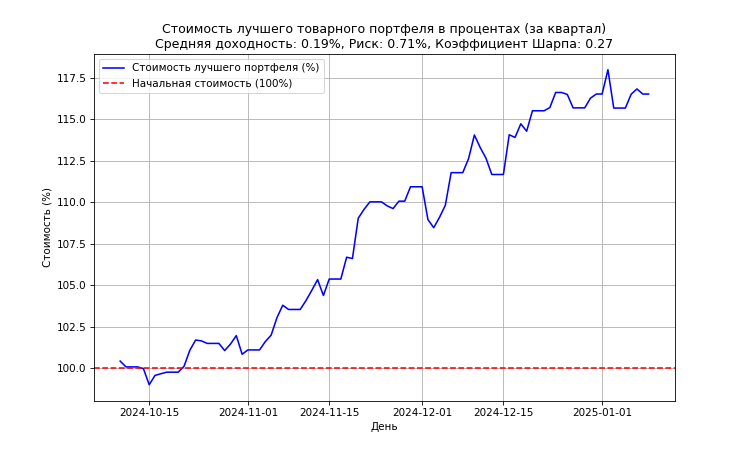 Стоимость лучшего товарного портфеля в процентах (за квартал)
Средняя доходность: 0.19%, Риск: 0.71%, Коэффициент Шарпа: 0.27
Стоимость лучшего портфеля (%)
Начальная стоимость (100%)
Стоимость (%)
117.5
115.0
112.5
110.0
107.5
105.0
102.5
100.0
2024-10-15
2024-11-01
2024-11-15
2024-12-01
2024-12-15
2025-01-01
День